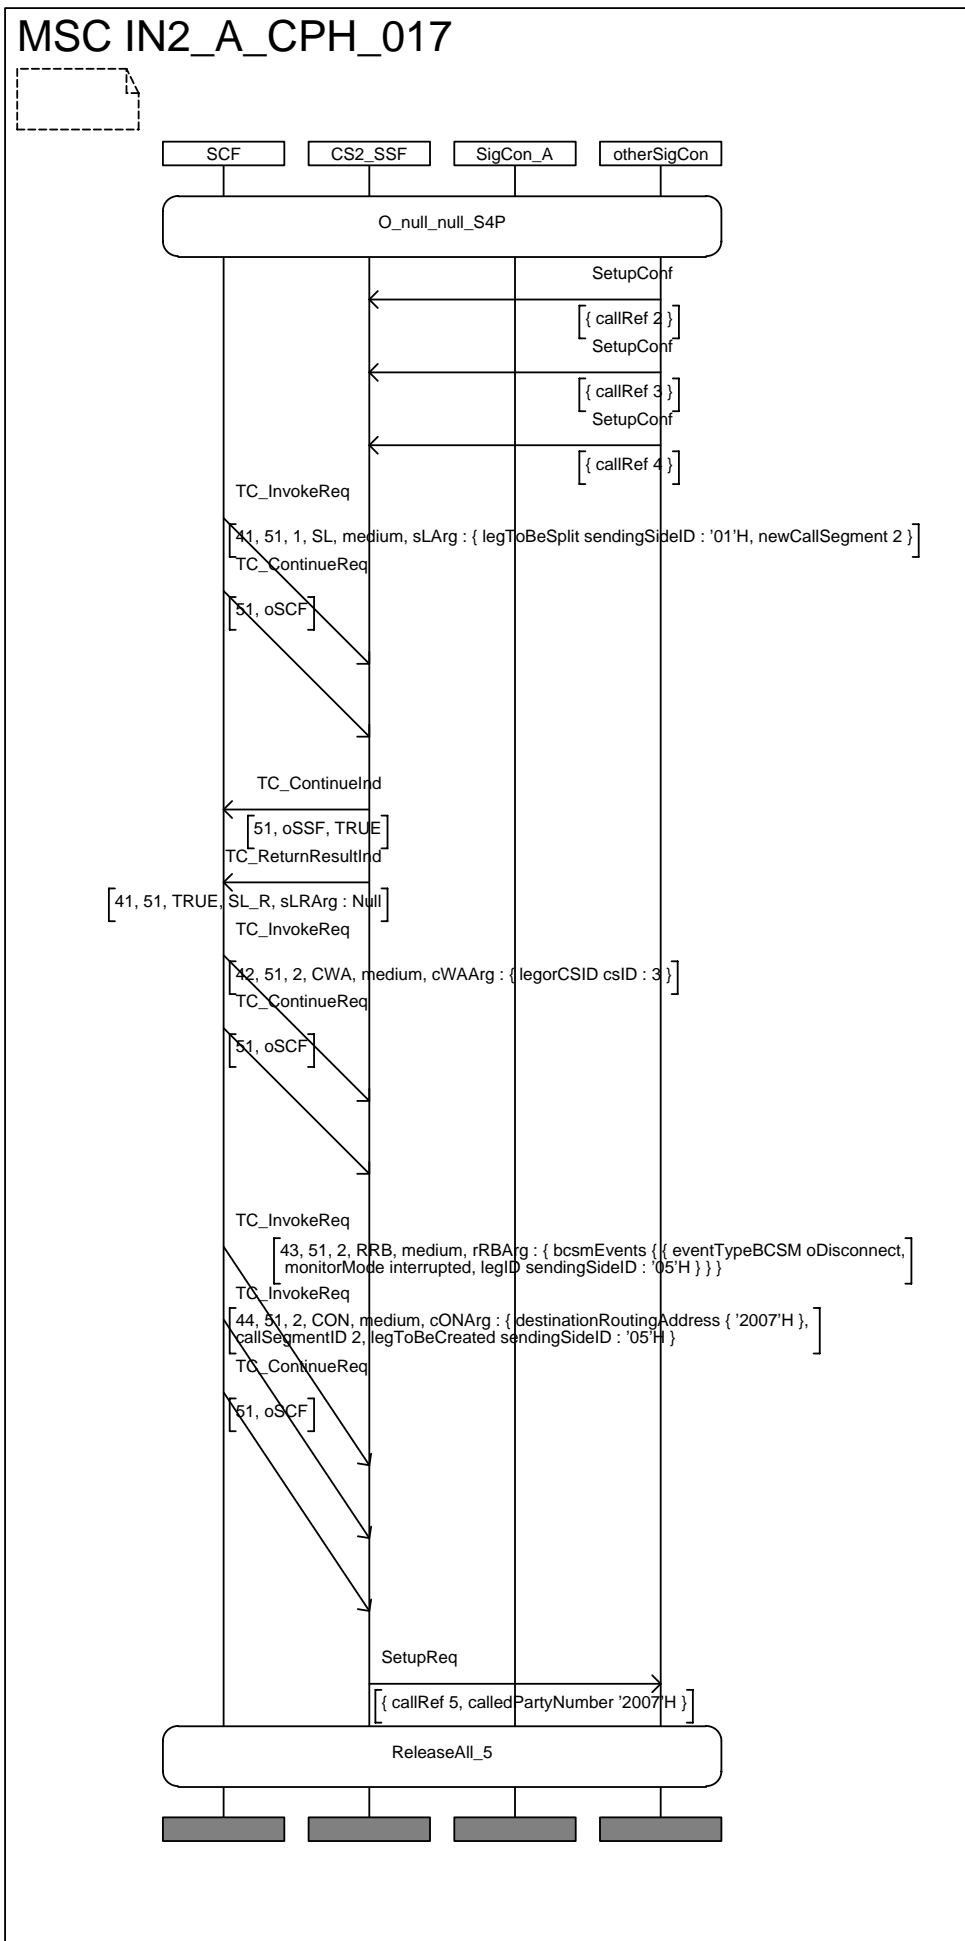 MSC IN2_A_CPH_017
SCF CS2_SSF SigCon_A otherSigCon
O_null_null_S4P
SetupConf
{ callRef 2 }
SetupConf
{ callRef 3 }
SetupConf
{ callRef 4 }
TC_InvokeReq
41, 51, 1, SL, medium, sLArg : { legToBeSplit sendingSideID : '01'H, newCallSegment 2 }
TC_ContinueReq
51, oSCF
TC_ContinueInd
51, oSSF, TRUE
TC_ReturnResultInd
41, 51, TRUE, SL_R, sLRArg : Null
TC_InvokeReq
42, 51, 2, CWA, medium, cWAArg : { legorCSID csID : 3 }
TC_ContinueReq
51, oSCF
TC_InvokeReq
43, 51, 2, RRB, medium, rRBArg : { bcsmEvents { { eventTypeBCSM oDisconnect,
monitorMode interrupted, legID sendingSideID : '05'H } } }
TC_InvokeReq
44, 51, 2, CON, medium, cONArg : { destinationRoutingAddress { '2007'H },
callSegmentID 2, legToBeCreated sendingSideID : '05'H }
TC_ContinueReq
51, oSCF
SetupReq
{ callRef 5, calledPartyNumber '2007'H }
ReleaseAll_5